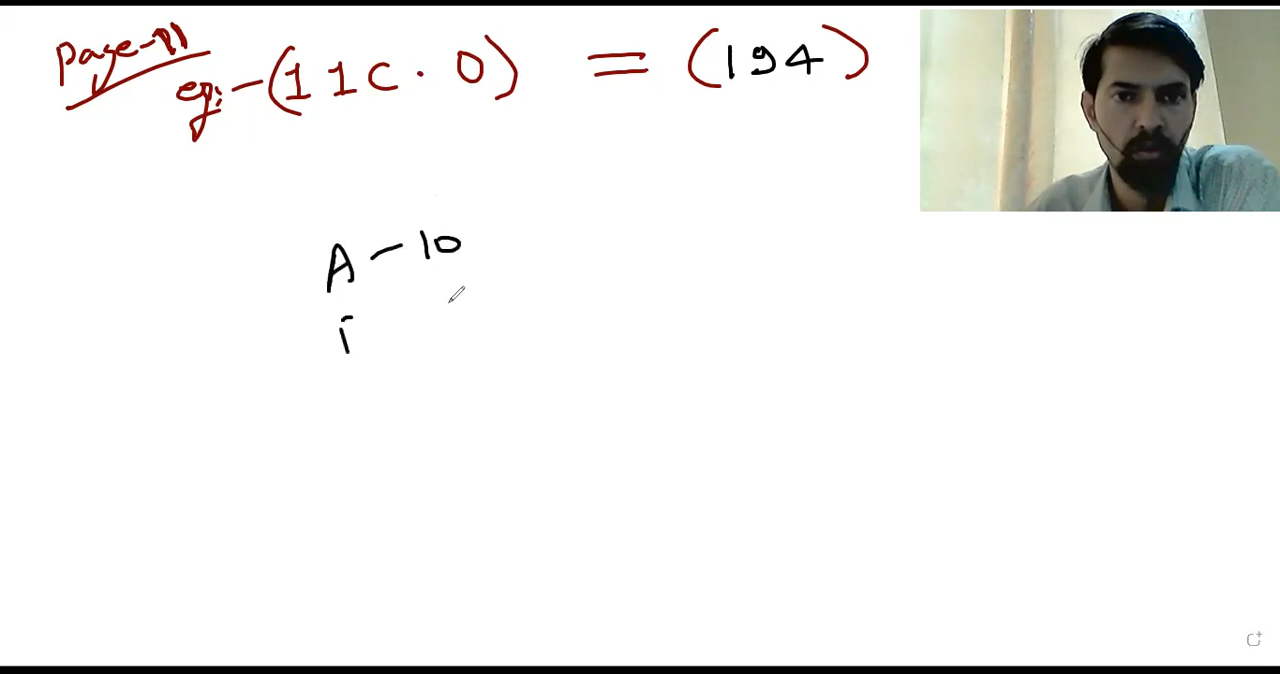 Page-11
eg:- (11C.0) = (194)
A - 10